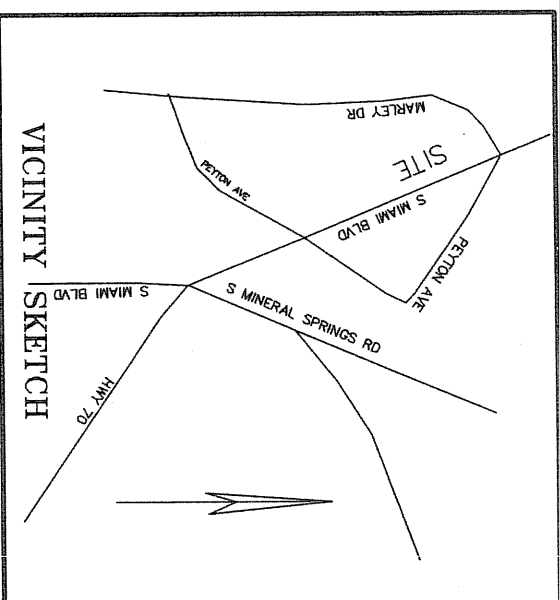 MARLEY DR
SITE
PEYTON AVE
S MIAMI BLVD
PEYTON AVE
S MIAMI BLVD
S MINERAL SPRINGS RD
HWY 70
VICINITY SKETCH